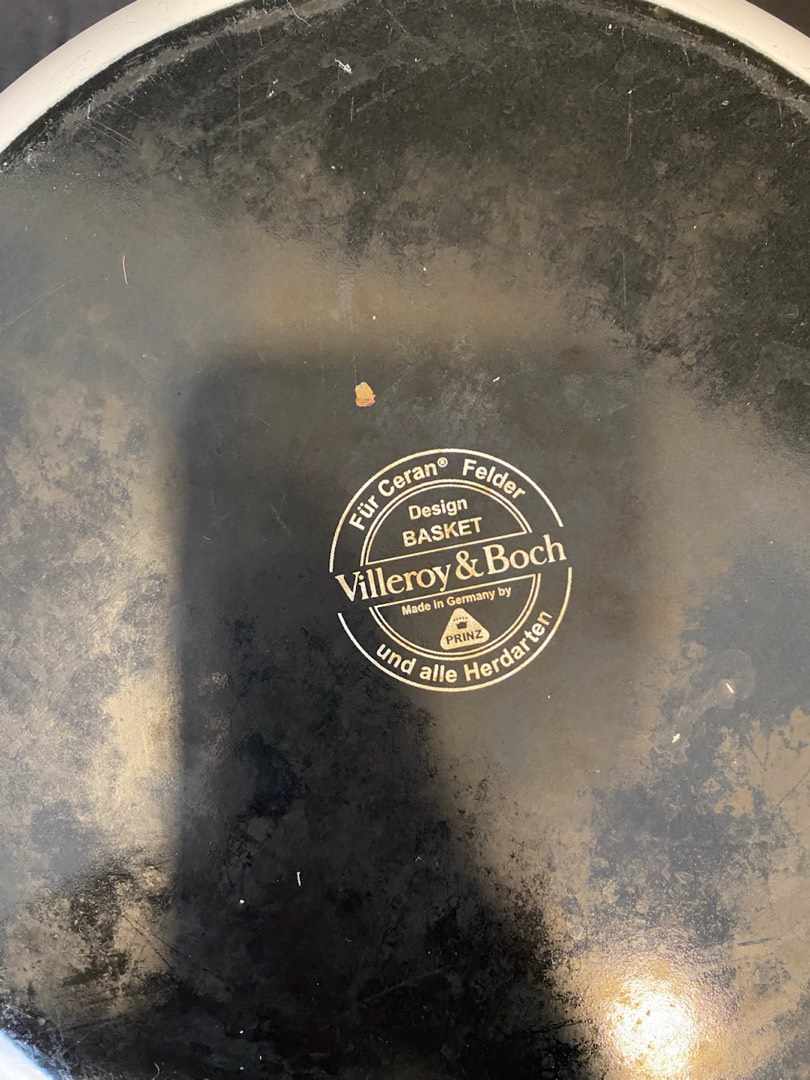 Für Ceran® Felder
Design
BASKET
Villeroy & Boch
Made in Germany by
PRINZ
und alle Herdarten